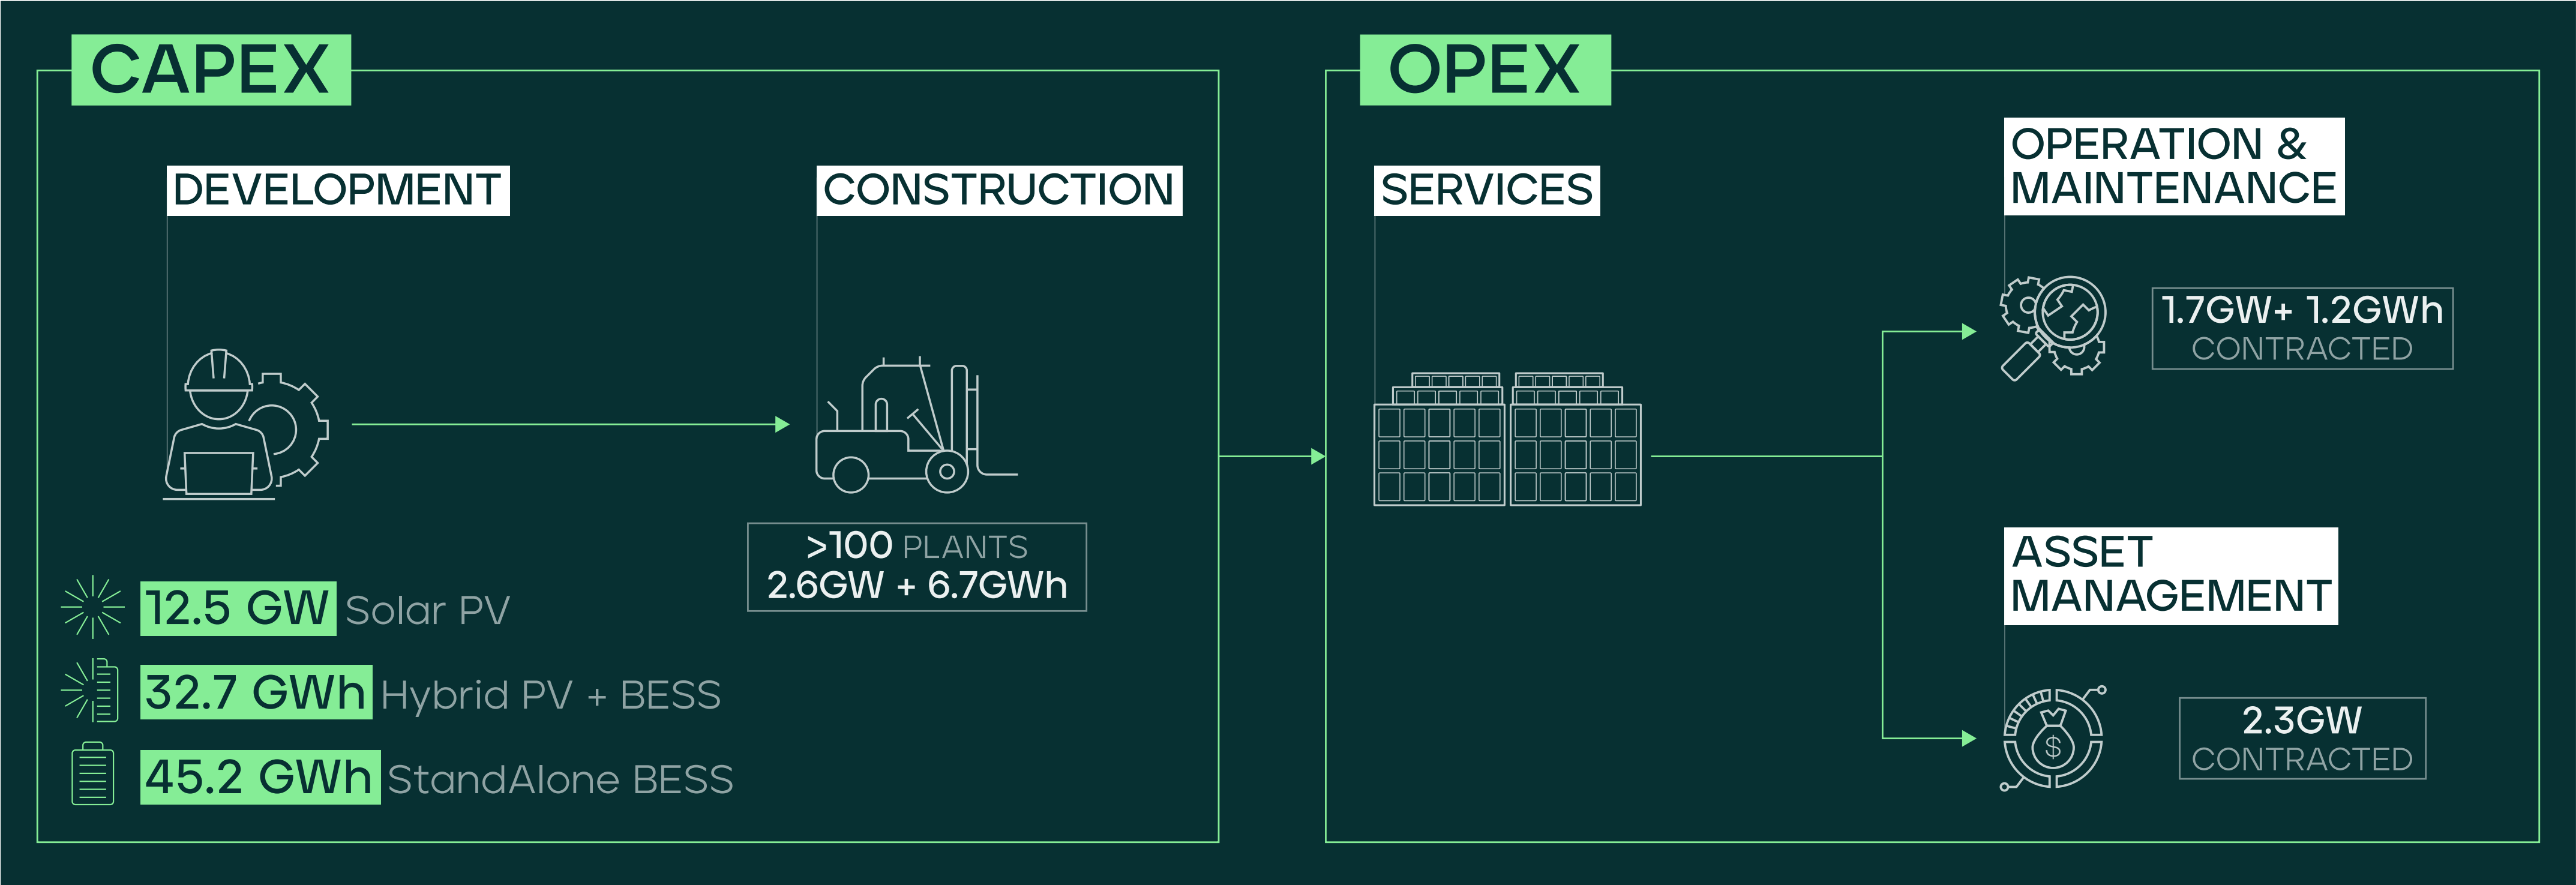 CAPEX
DEVELOPMENT
CONSTRUCTION
>100 PLANTS
2.6GW + 6.7GWh
12.5 GW Solar PV
32.7 GWh Hybrid PV + BESS
45.2 GWh StandAlone BESS
OPEX
SERVICES
OPERATION &
MAINTENANCE
1.7GW+ 1.2GWh
CONTRACTED
ASSET
MANAGEMENT
$
2.3GW
CONTRACTED